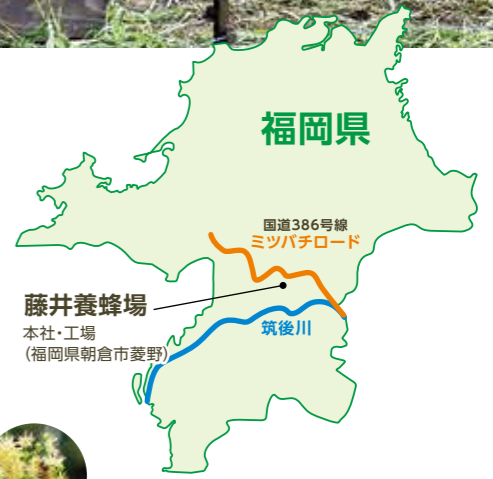 福岡県
国道386号線
ミツバチロード
藤井養蜂場
本社・工場
(福岡県朝倉市菱野)
筑後川